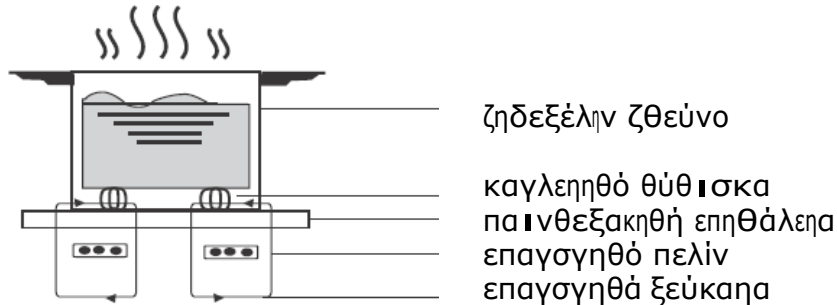 ζηδεξέλην ζθεύνο
καγλεηηθό θύθισκα
παινθεξακηθή επηθάλεηα
επαγσγηθό πελίν
επαγσγηθά ξεύκαηα